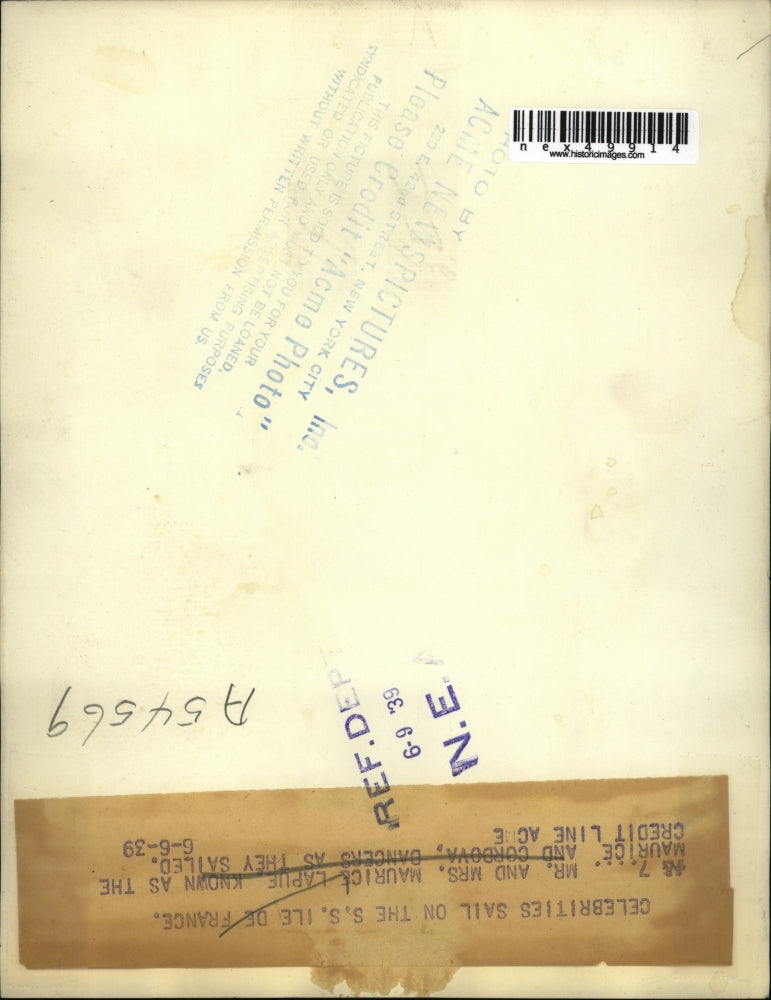 nex49914
www.historicimages.com
PHOTO BY
ACME NEWSPICTURES, Inc.
220 E. 42nd STREET, NEW YORK CITY
Please Credit "Acme Photo"
THIS PICTURE IS SOLD TO YOU FOR YOUR
PUBLICATION ONLY AND MUST NOT BE LOANED,
SYNDICATED OR USED FOR ADVERTISING PURPOSES
WITHOUT WRITTEN PERMISSION FROM US.
A54569
REF. DEPT
6-9 '39
N.E.A
CELEBRITIES SAIL ON THE S.S. ILE DE FRANCE.
7... MR. AND MRS. MAURICE LAPUE KNOWN AS THE
MAURICE AND CORDOVA, DANCERS AS THEY SAILED.
CREDIT LINE ACME 6-6-39